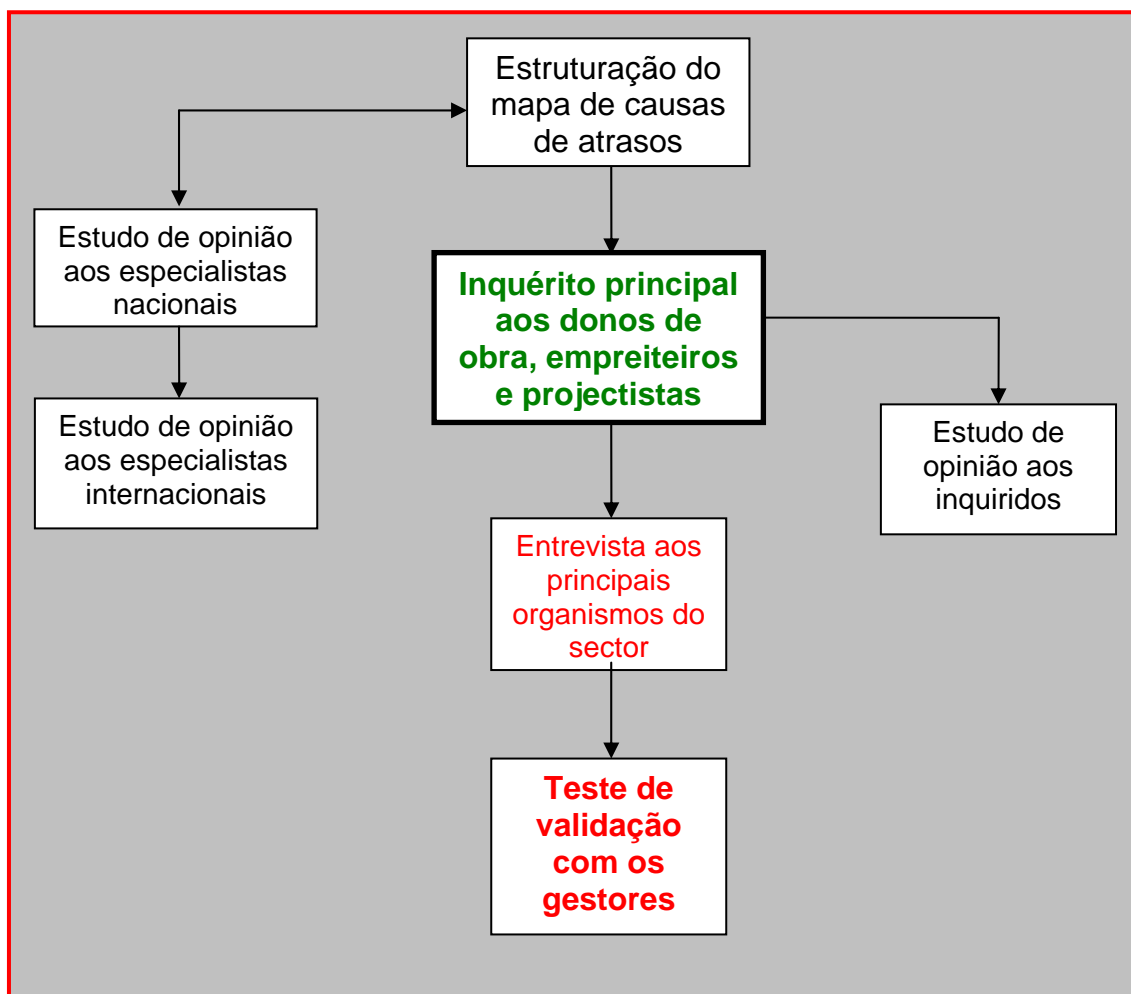 Estruturação do
mapa de causas
de atrasos
Estudo de opinião
aos especialistas
nacionais
Inquérito principal
aos donos de
obra, empreiteiros
e projectistas
Estudo de opinião
aos especialistas
internacionais
Estudo de
opinião aos
inquiridos
Entrevista aos
principais
organismos do
sector
Teste de
validação
com os
gestores